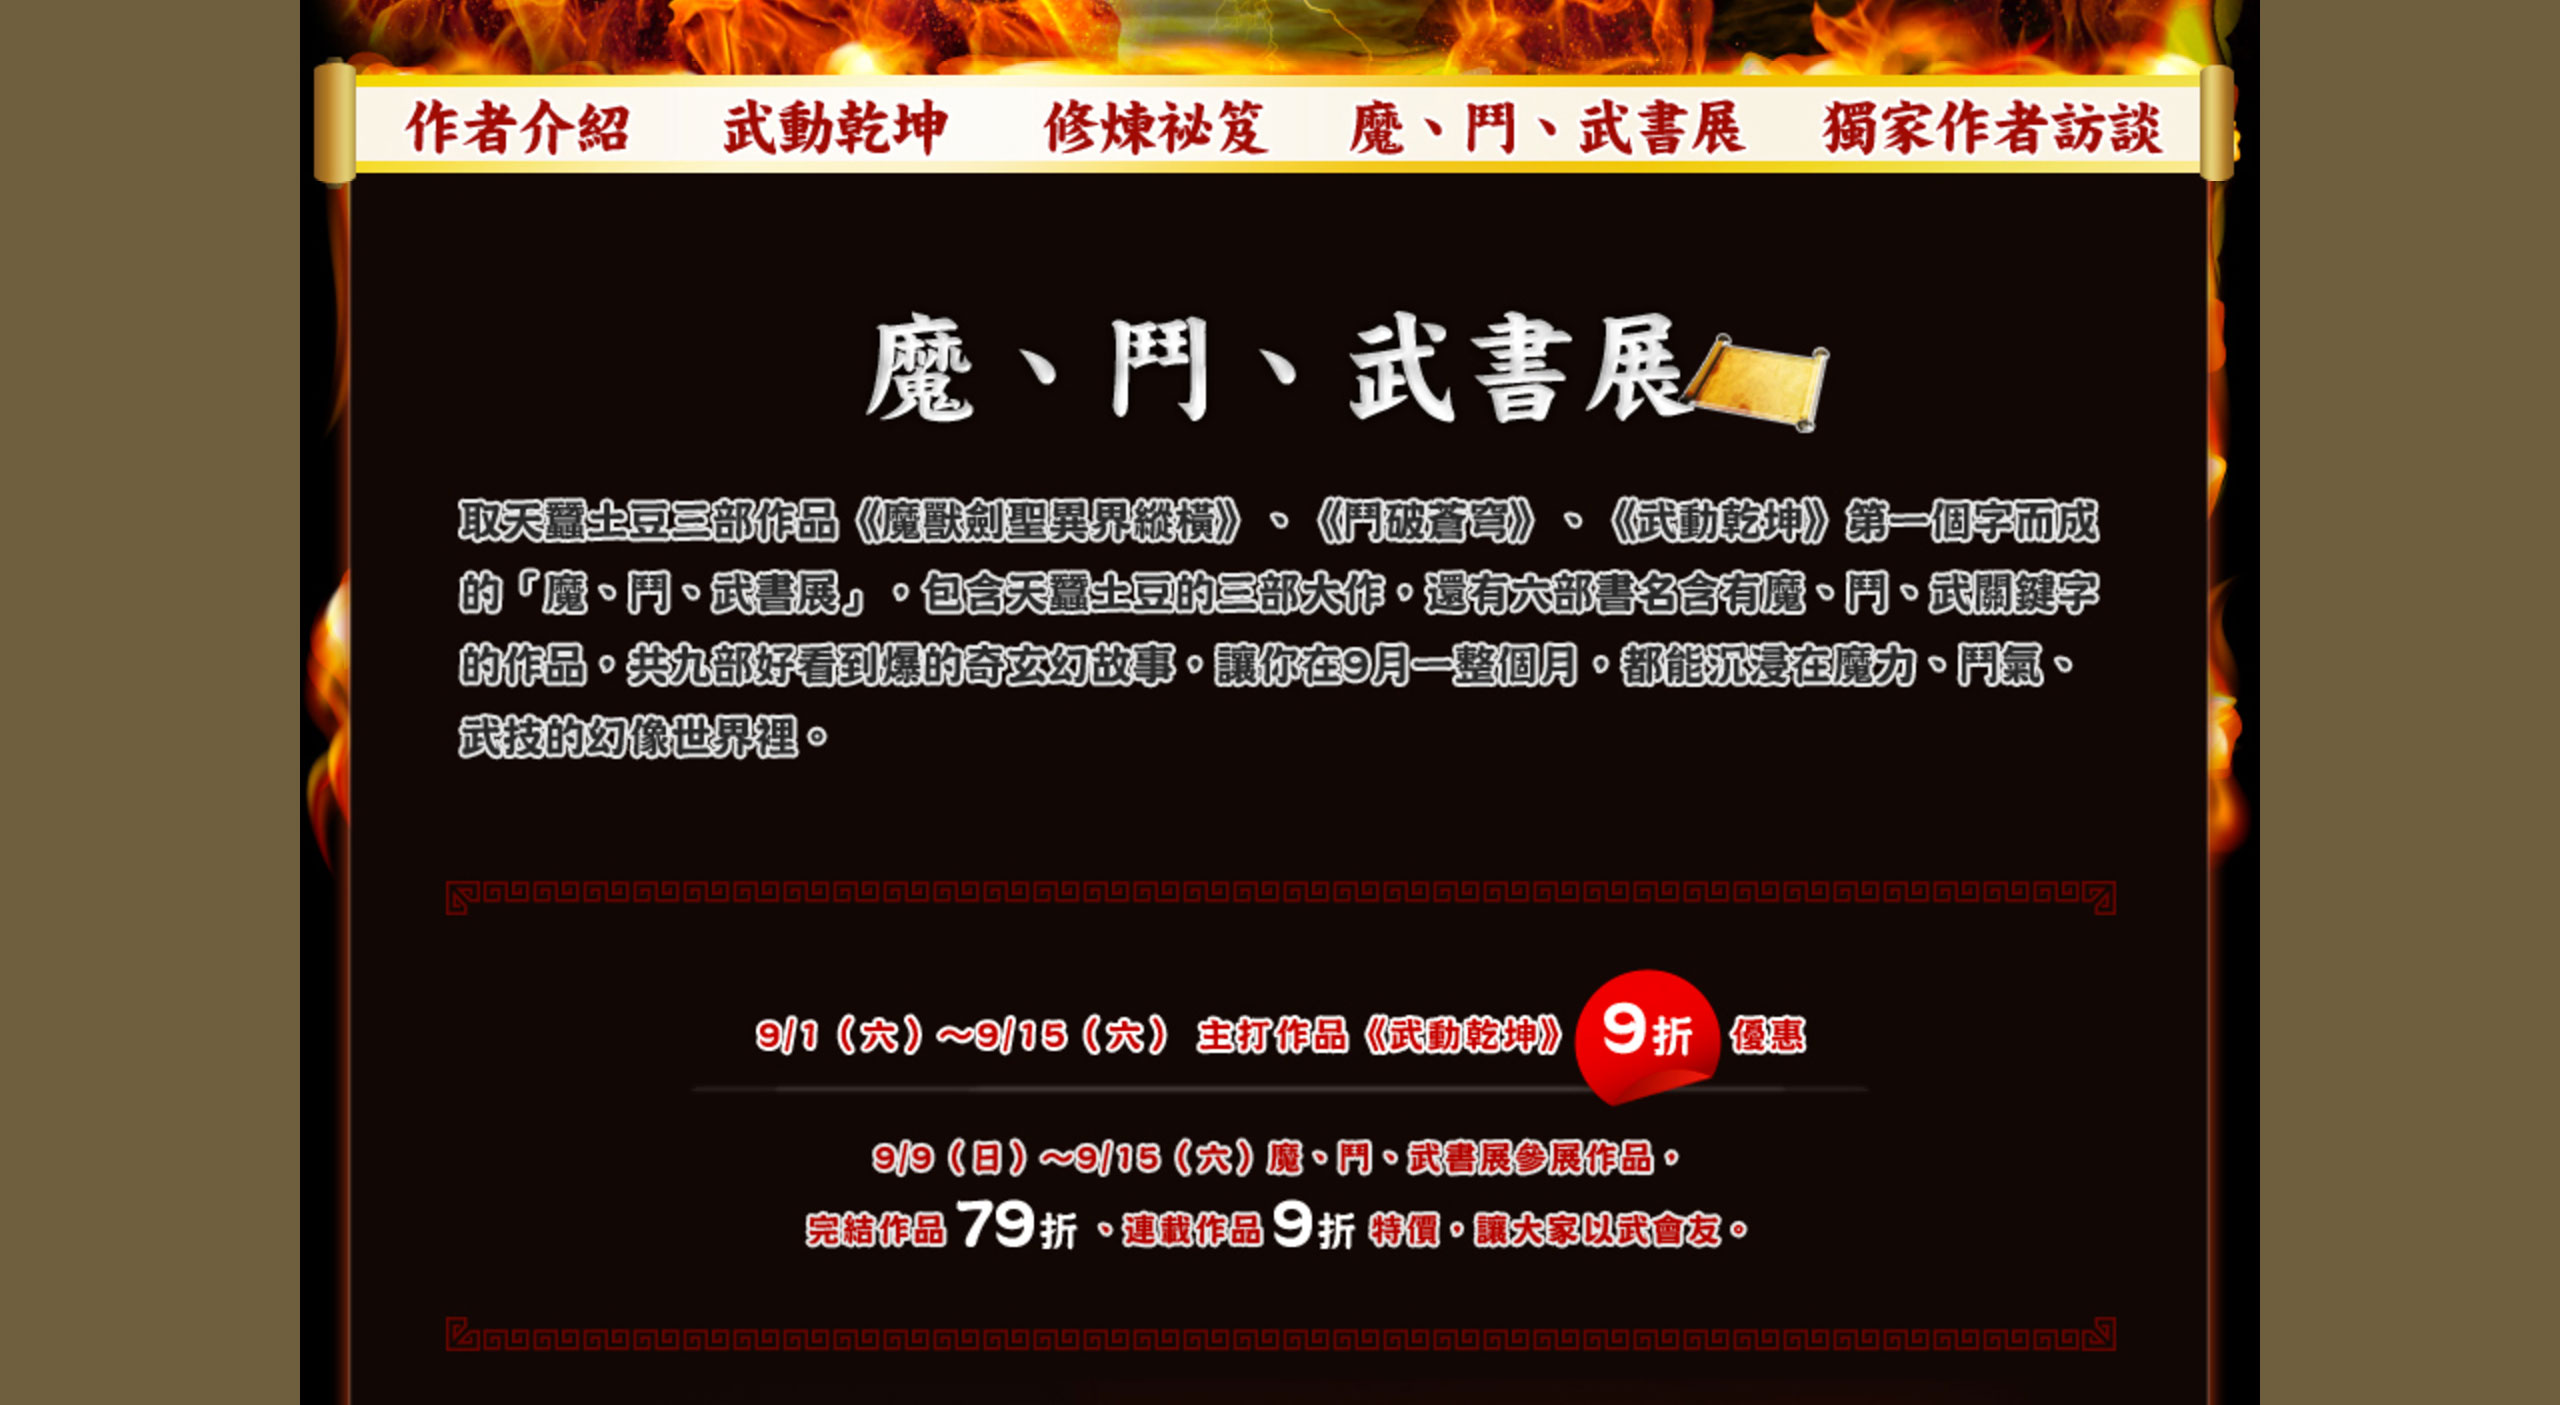 作者介紹 武動乾坤 修煉祕笈 魔、鬥、武書展 獨家作者訪談
魔、鬥、武書展
取天蠶土豆三部作品《魔獸劍聖異界縱橫》、《鬥破蒼穹》、《武動乾坤》第一個字而成
的「魔、鬥、武書展」，包含天蠶土豆的三部大作，還有六部書名含有魔、鬥、武關鍵字
的作品，共九部好看到爆的奇玄幻故事，讓你在9月一整個月，都能沉浸在魔力、鬥氣、
武技的幻像世界裡。
9/1（六）～9/15（六） 主打作品《武動乾坤》 9折 優惠
9/9（日）～9/15（六）魔、鬥、武書展參展作品，
完結作品 79折 、連載作品 9折 特價，讓大家以武會友。